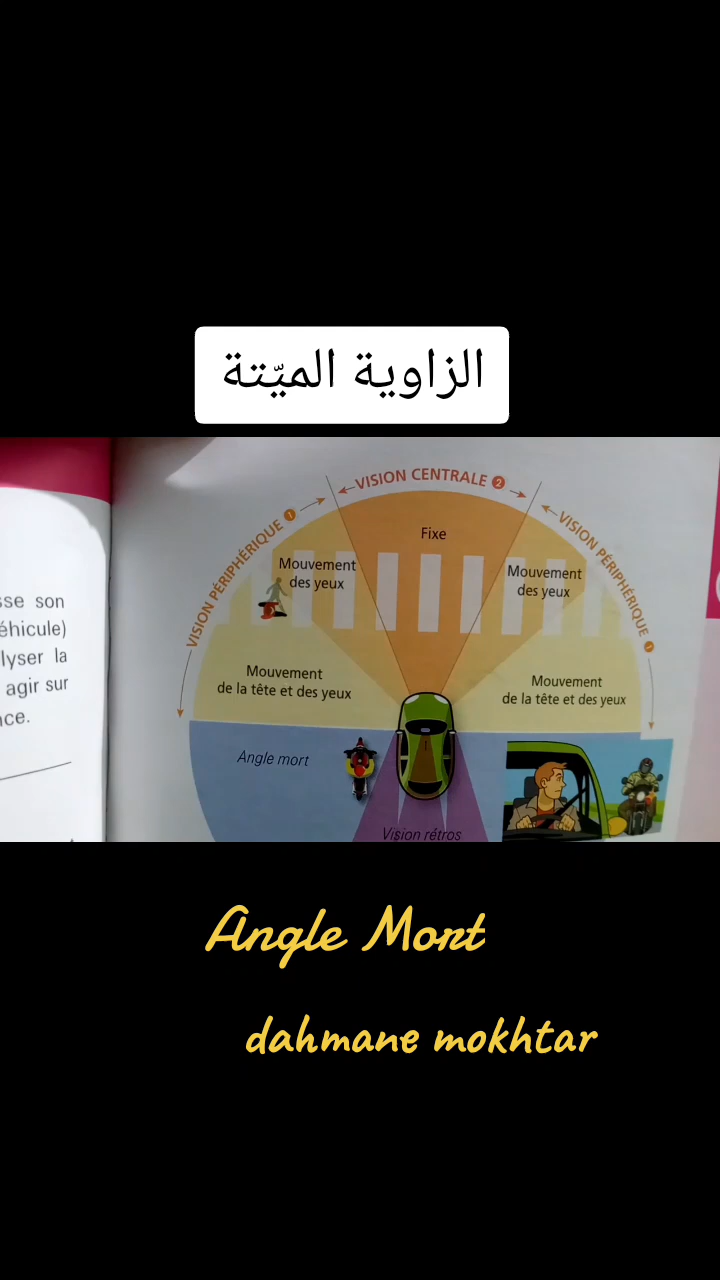 الزاوية الميّتة
VISION CENTRALE 2
VISION PÉRIPHÉRIQUE 1
VISION PÉRIPHÉRIQUE
Fixe
Mouvement
des yeux
Mouvement
des yeux
Mouvement
de la tête et des yeux
Mouvement
de la tête et des yeux
Angle mort
Vision rétros
sse son
éhicule)
lyser la
agir sur
nce.
Angle Mort
dahmane mokhtar